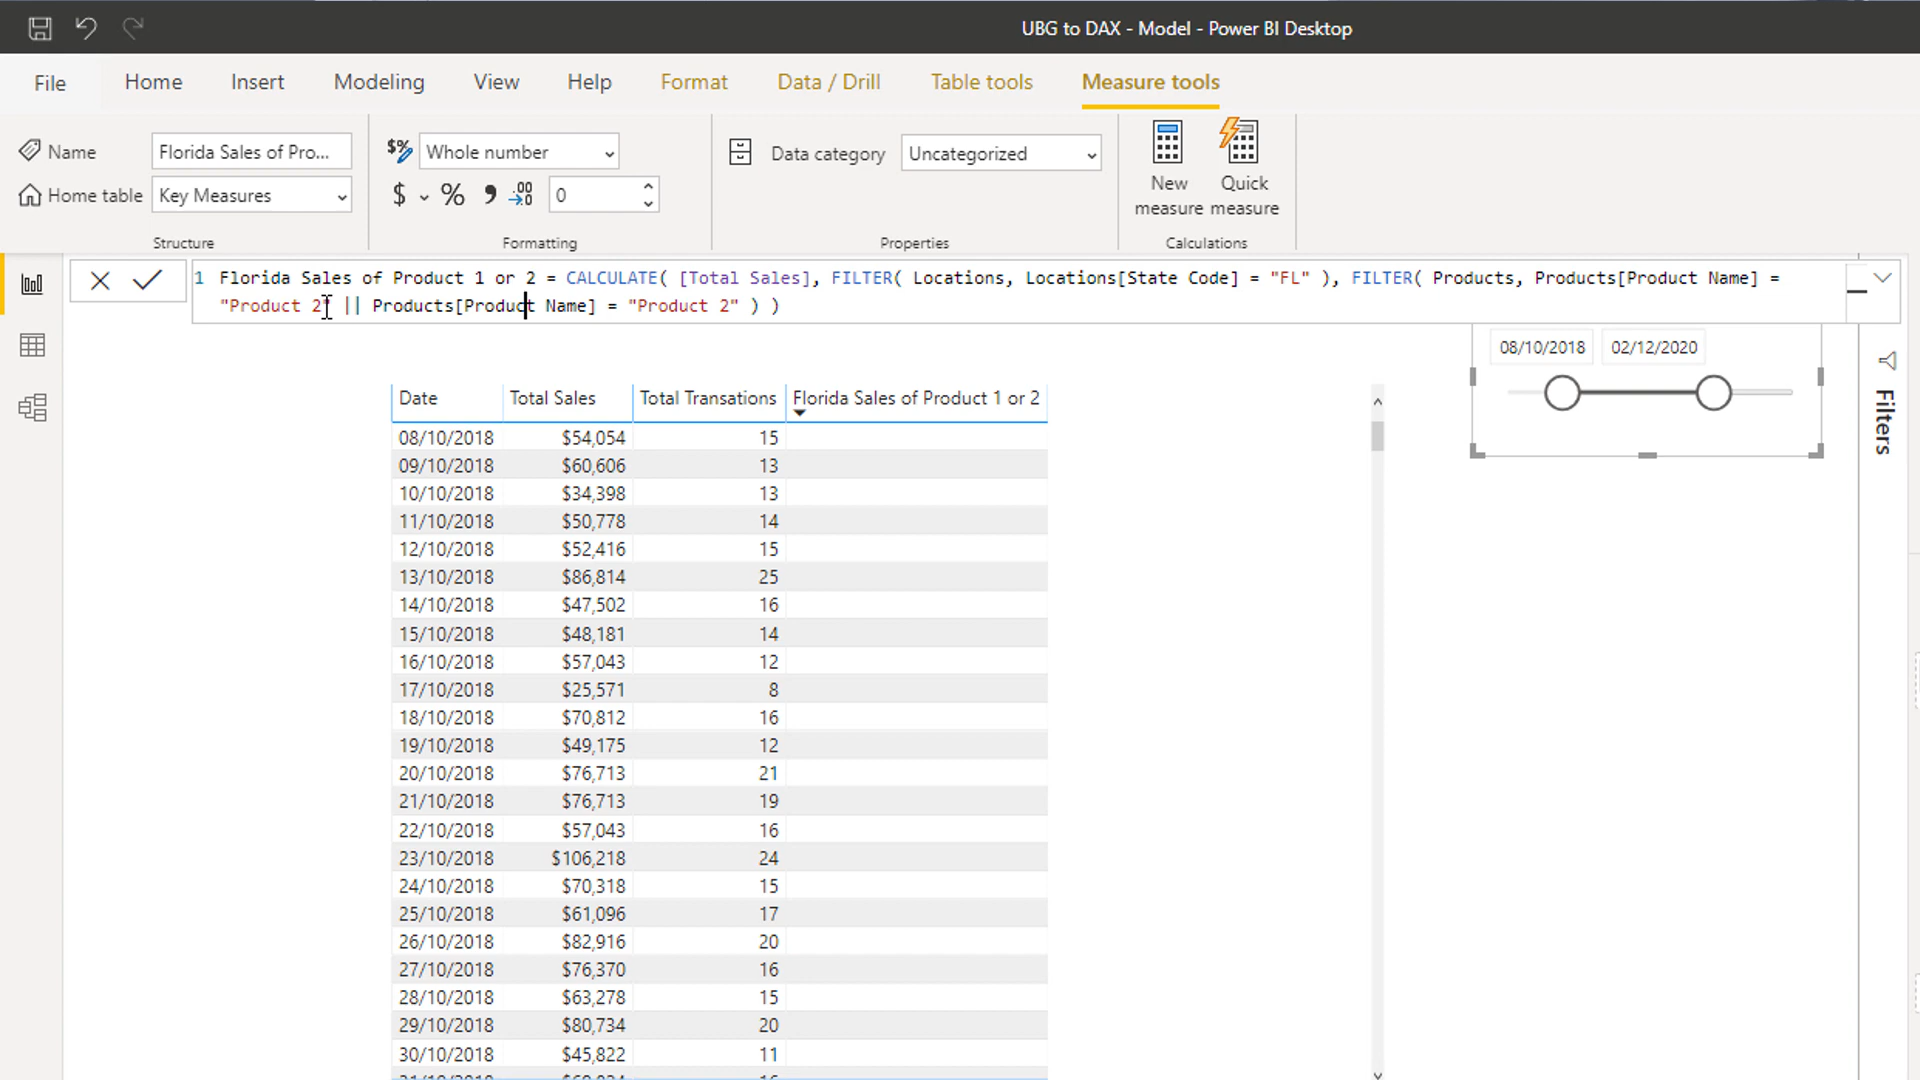 UBG to DAX - Model - Power BI Desktop
File Home Insert Modeling View Help Format Data / Drill Table tools Measure tools
Name Florida Sales of Pro...
Home table Key Measures
Structure
$% Whole number
$ % , .00 0
Formatting
Data category Uncategorized
Properties
New measure
Quick measure
Calculations
1 Florida Sales of Product 1 or 2 = CALCULATE( [Total Sales], FILTER( Locations, Locations[State Code] = "FL" ), FILTER( Products, Products[Product Name] =
"Product 2" || Products[Product Name] = "Product 2" ) )
08/10/2018 02/12/2020
Filters
Date Total Sales Total Transations Florida Sales of Product 1 or 2
08/10/2018 $54,054 15
09/10/2018 $60,606 13
10/10/2018 $34,398 13
11/10/2018 $50,778 14
12/10/2018 $52,416 15
13/10/2018 $86,814 25
14/10/2018 $47,502 16
15/10/2018 $48,181 14
16/10/2018 $57,043 12
17/10/2018 $25,571 8
18/10/2018 $70,812 16
19/10/2018 $49,175 12
20/10/2018 $76,713 21
21/10/2018 $76,713 19
22/10/2018 $57,043 16
23/10/2018 $106,218 24
24/10/2018 $70,318 15
25/10/2018 $61,096 17
26/10/2018 $82,916 20
27/10/2018 $76,370 16
28/10/2018 $63,278 15
29/10/2018 $80,734 20
30/10/2018 $45,822 11